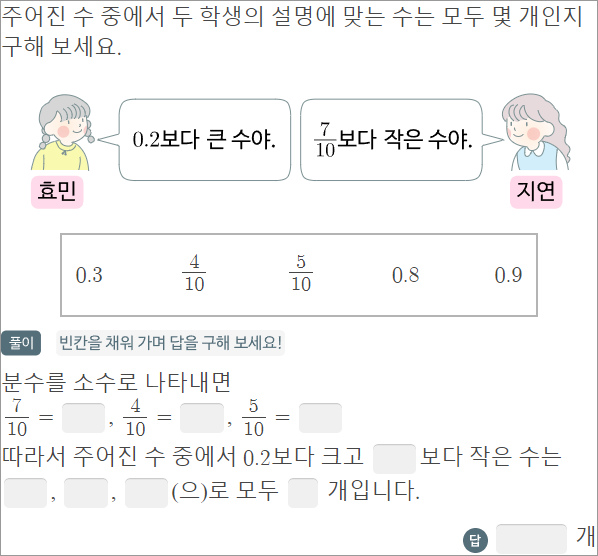 주어진 수 중에서 두 학생의 설명에 맞는 수는 모두 몇 개인지
구해 보세요.
0.2보다 큰 수야.
7/10보다 작은 수야.
효민
지연
0.3 4/10 5/10 0.8 0.9
풀이 빈칸을 채워 가며 답을 구해 보세요!
분수를 소수로 나타내면
7/10 = , 4/10 = , 5/10 =
따라서 주어진 수 중에서 0.2보다 크고 보다 작은 수는
, , (으)로 모두 개입니다.
답 개